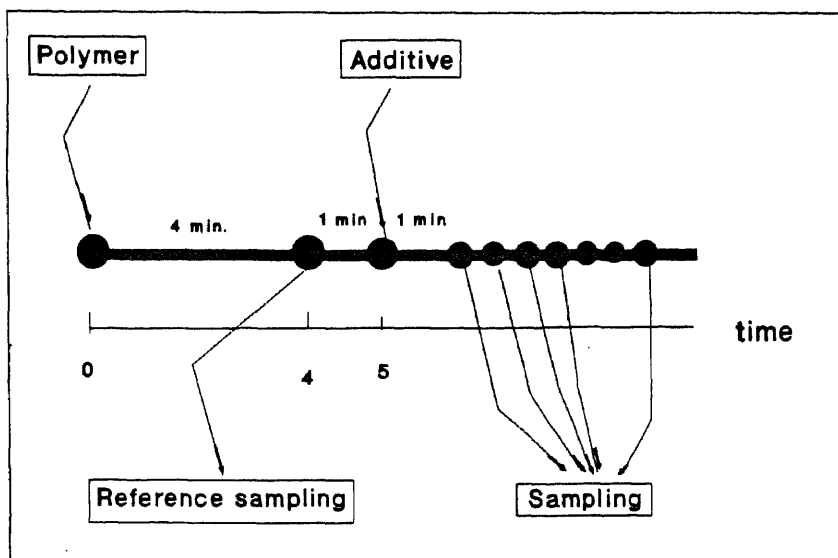 Polymer
Additive
4 min.
1 min
1 min
time
0
4
5
Reference sampling
Sampling